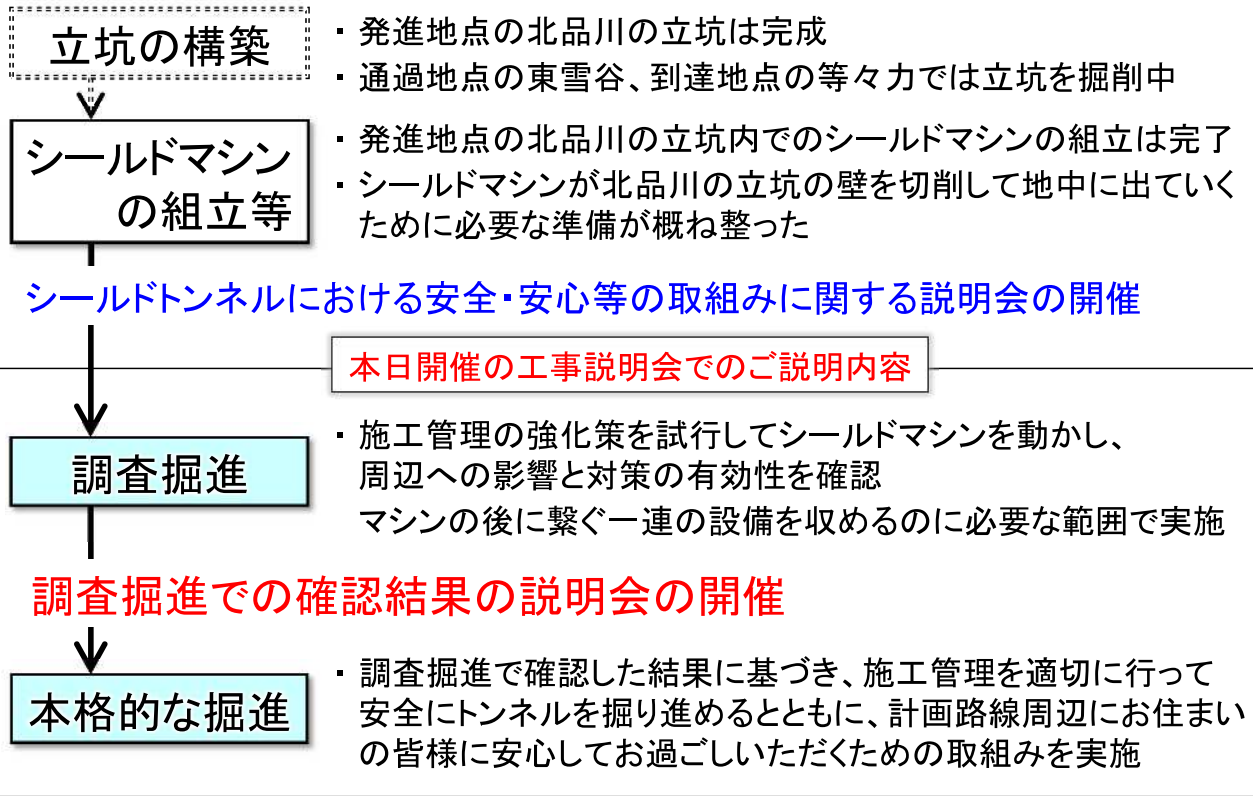 立坑の構築
・発進地点の北品川の立坑は完成
・通過地点の東雪谷、到達地点の等々力では立坑を掘削中
シールドマシン
の組立等
・発進地点の北品川の立坑内でのシールドマシンの組立は完了
・シールドマシンが北品川の立坑の壁を切削して地中に出ていく
ために必要な準備が概ね整った
シールドトンネルにおける安全・安心等の取組みに関する説明会の開催
本日開催の工事説明会でのご説明内容
調査掘進
・施工管理の強化策を試行してシールドマシンを動かし、
周辺への影響と対策の有効性を確認
マシンの後に繋ぐ一連の設備を収めるのに必要な範囲で実施
調査掘進での確認結果の説明会の開催
本格的な掘進
・調査掘進で確認した結果に基づき、施工管理を適切に行って
安全にトンネルを掘り進めるとともに、計画路線周辺にお住まい
の皆様に安心してお過ごしいただくための取組みを実施